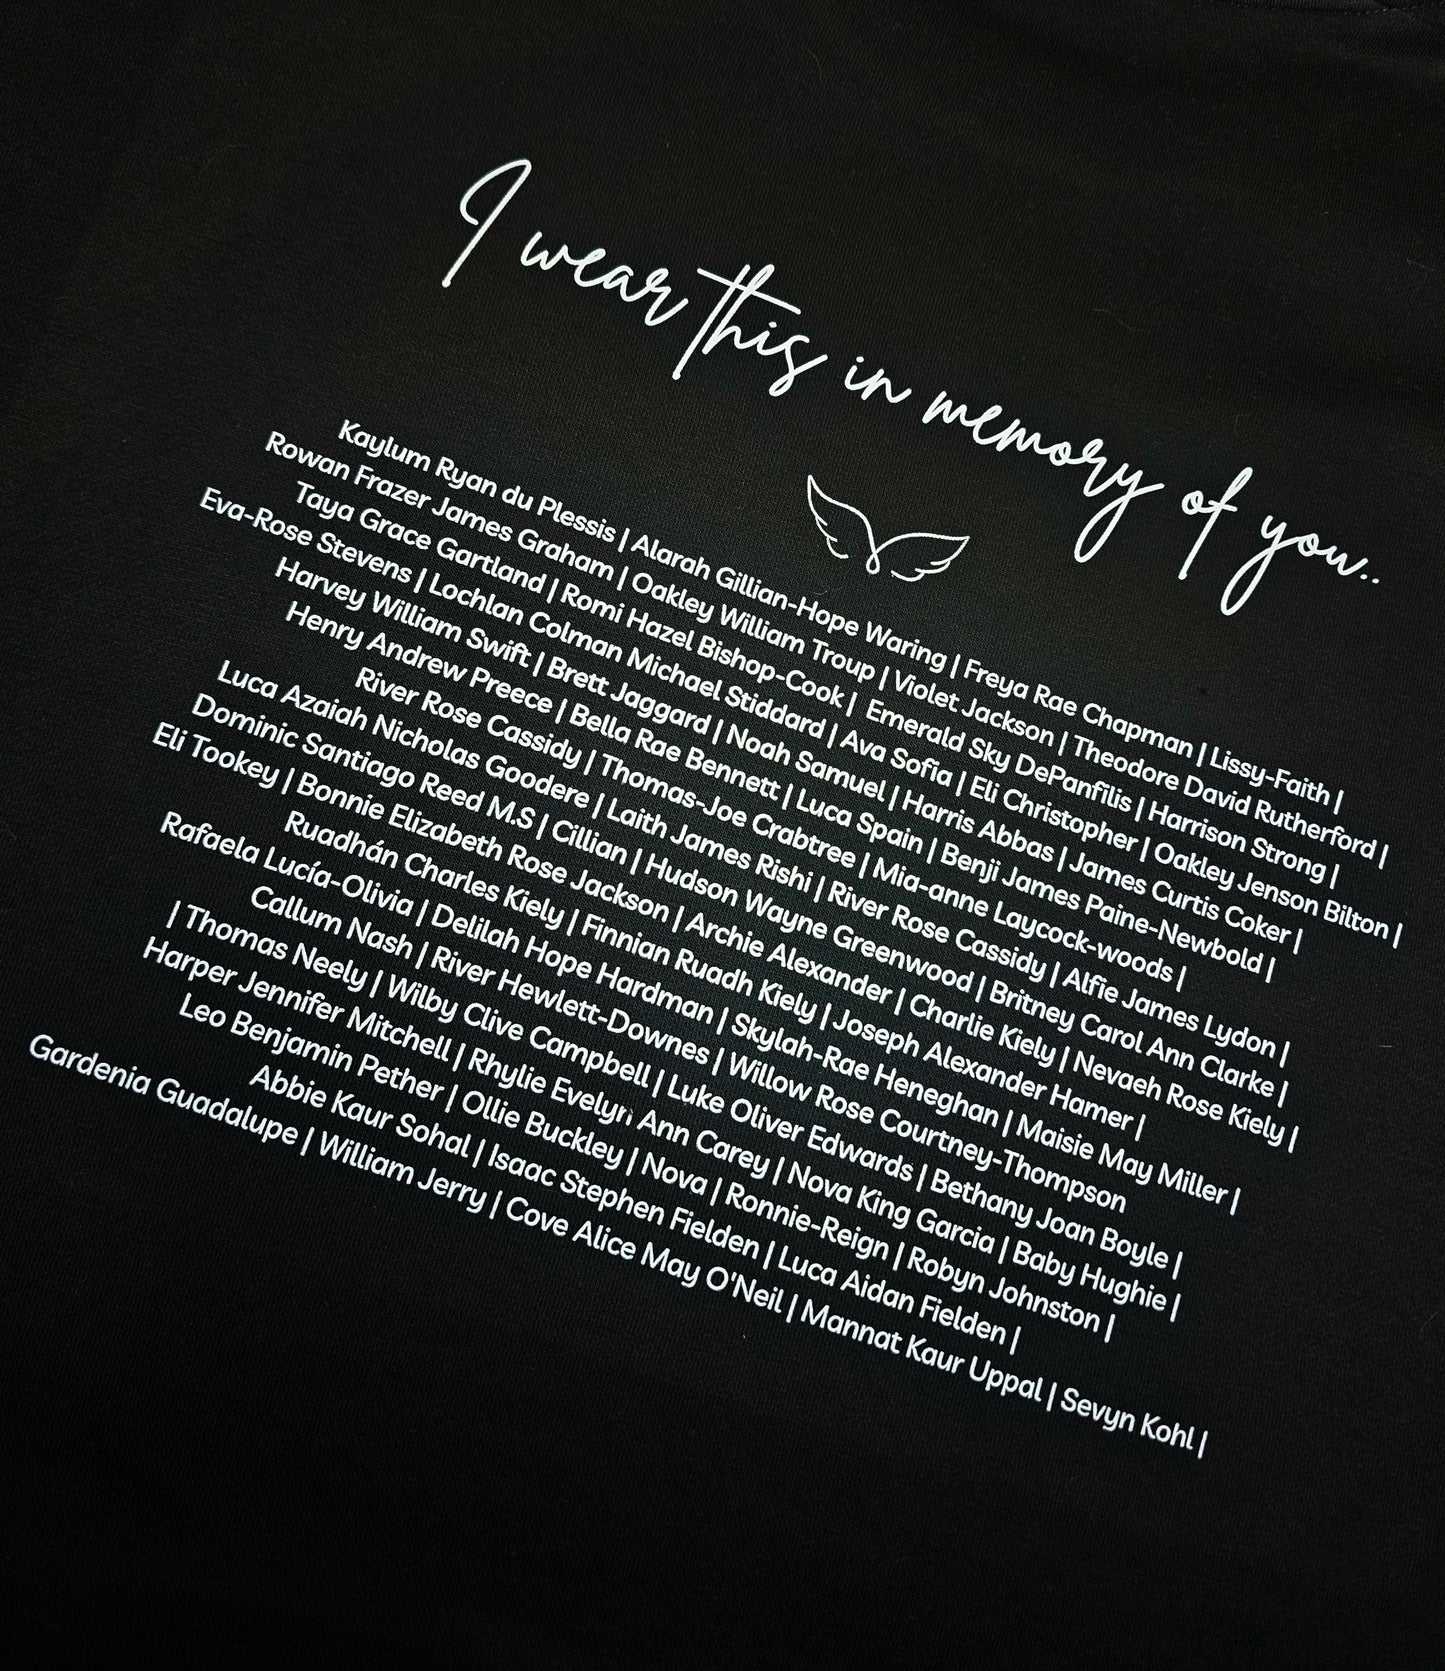 I wear this in memory of you..
Kaylum Ryan du Plessis | Alarah Gillian-Hope Waring | Freya Rae Chapman | Lissy-Faith |
Rowan Frazer James Graham | Oakley William Troup | Violet Jackson | Theodore David Rutherford |
Taya Grace Gartland | Romi Hazel Bishop-Cook | Emerald Sky DePanfilis | Harrison Strong |
Eva-Rose Stevens | Lochlan Colman Michael Stiddard | Ava Sofia | Eli Christopher | Oakley Jenson Bilton |
Harvey William Swift | Brett Jaggard | Noah Samuel | Harris Abbas | James Curtis Coker |
Henry Andrew Preece | Bella Rae Bennett | Luca Spain | Benji James Paine-Newbold |
River Rose Cassidy | Thomas-Joe Crabtree | Mia-anne Laycock-woods |
Luca Azaiah Nicholas Goodere | Laith James Rishi | River Rose Cassidy | Alfie James Lydon |
Dominic Santiago Reed M.S | Cillian | Hudson Wayne Greenwood | Britney Carol Ann Clarke |
Eli Tookey | Bonnie Elizabeth Rose Jackson | Archie Alexander | Charlie Kiely | Nevaeh Rose Kiely |
Ruadhán Charles Kiely | Finnian Ruadh Kiely | Joseph Alexander Hamer |
Rafaela Lucía-Olivia | Delilah Hope Hardman | Skylah-Rae Heneghan | Maisie May Miller |
Callum Nash | River Hewlett-Downes | Willow Rose Courtney-Thompson
| Thomas Neely | Wilby Clive Campbell | Luke Oliver Edwards | Bethany Joan Boyle |
Harper Jennifer Mitchell | Rhylie Evelyn Ann Carey | Nova King Garcia | Baby Hughie |
Leo Benjamin Pether | Ollie Buckley | Nova | Ronnie-Reign | Robyn Johnston |
Abbie Kaur Sohal | Isaac Stephen Fielden | Luca Aidan Fielden |
Gardenia Guadalupe | William Jerry | Cove Alice May O'Neil | Mannat Kaur Uppal | Sevyn Kohl |